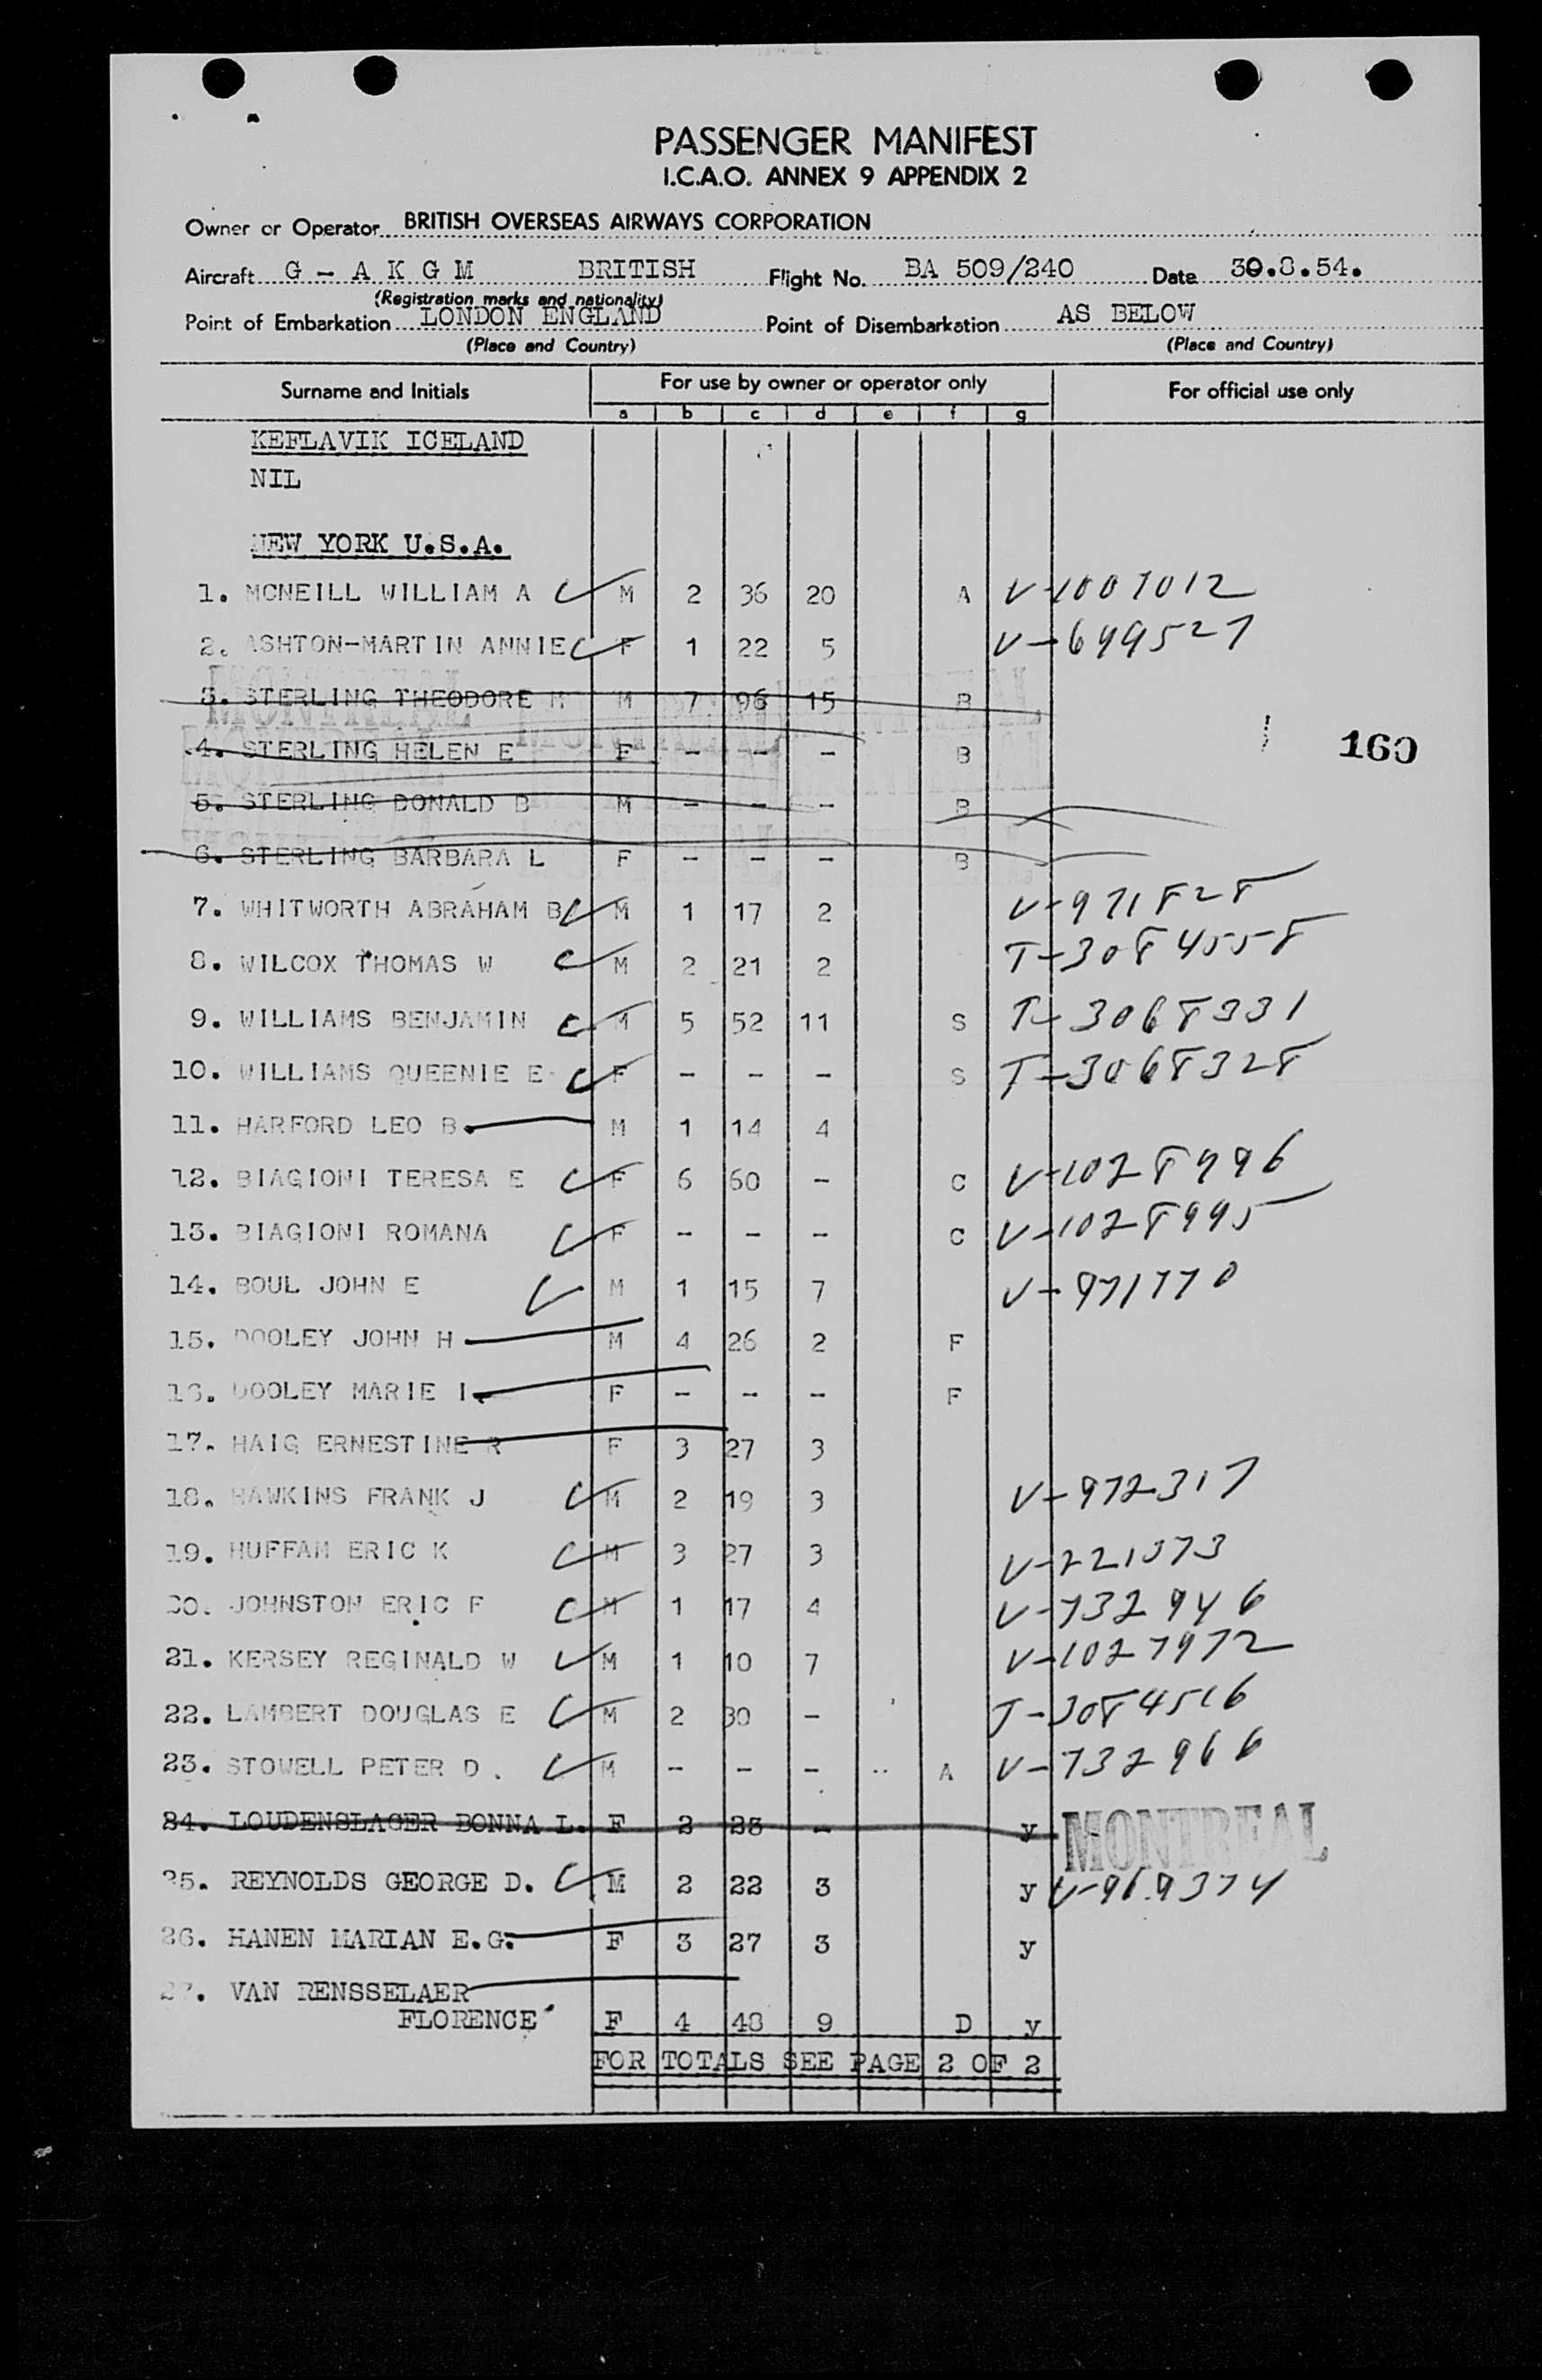 PASSENGER MANIFEST
I.C.A.O. ANNEX 9 APPENDIX 2
Owner or Operator BRITISH OVERSEAS AIRWAYS CORPORATION
Aircraft G - A K G M BRITISH Flight No. BA 509/240 Date 30.8.54.
(Registration marks and nationality)
Point of Embarkation LONDON ENGLAND Point of Disembarkation AS BELOW
(Place and Country) (Place and Country)
Surname and Initials For use by owner or operator only For official use only
a b c d e f g
KEFLAVIK ICELAND
NIL
NEW YORK U.S.A.
1. MCNEILL WILLIAM A C M 2 36 20 A V-1007012
2. ASHTON-MARTIN ANNIE C F 1 22 5 V-649527
3. STERLING THEODORE M M 7 96 15 B
4. STERLING HELEN E F - - - B
160
5. STERLING DONALD B M - - - B
6. STERLING BARBARA L F - - - B
7. WHITWORTH ABRAHAM B C M 1 17 2 V-971828
8. WILCOX THOMAS W C M 2 21 2 T-3084558
9. WILLIAMS BENJAMIN C M 5 52 11 S T-3068331
10. WILLIAMS QUEENIE E C F - - - S T-3068328
11. HARFORD LEO B. M 1 14 4
12. BIAGIONI TERESA E C F 6 60 - C V-1028996
13. BIAGIONI ROMANA C F - - - C V-1028995
14. BOUL JOHN E C M 1 15 7 V-971770
15. DOOLEY JOHN H M 4 26 2 F
16. DOOLEY MARIE I. F - - - F
17. HAIG ERNESTINE R F 3 27 3
18. HAWKINS FRANK J C M 2 19 3 V-972317
19. HUFFAM ERIC K C M 3 27 3 V-221373
20. JOHNSTON ERIC F C M 1 17 4 V-732946
21. KERSEY REGINALD W C M 1 10 7 V-1027972
22. LAMBERT DOUGLAS E C M 2 30 - T-3084516
23. STOWELL PETER D. C M - - - A V-732966
24. LOUDENSLAGER BONNA L. F 2 23 - y MONTREAL
25. REYNOLDS GEORGE D. C M 2 22 3 y V-969374
26. HANEN MARIAN E.G. F 3 27 3 y
27. VAN RENSSELAER
FLORENCE F 4 48 9 D y
FOR TOTALS SEE PAGE 2 OF 2